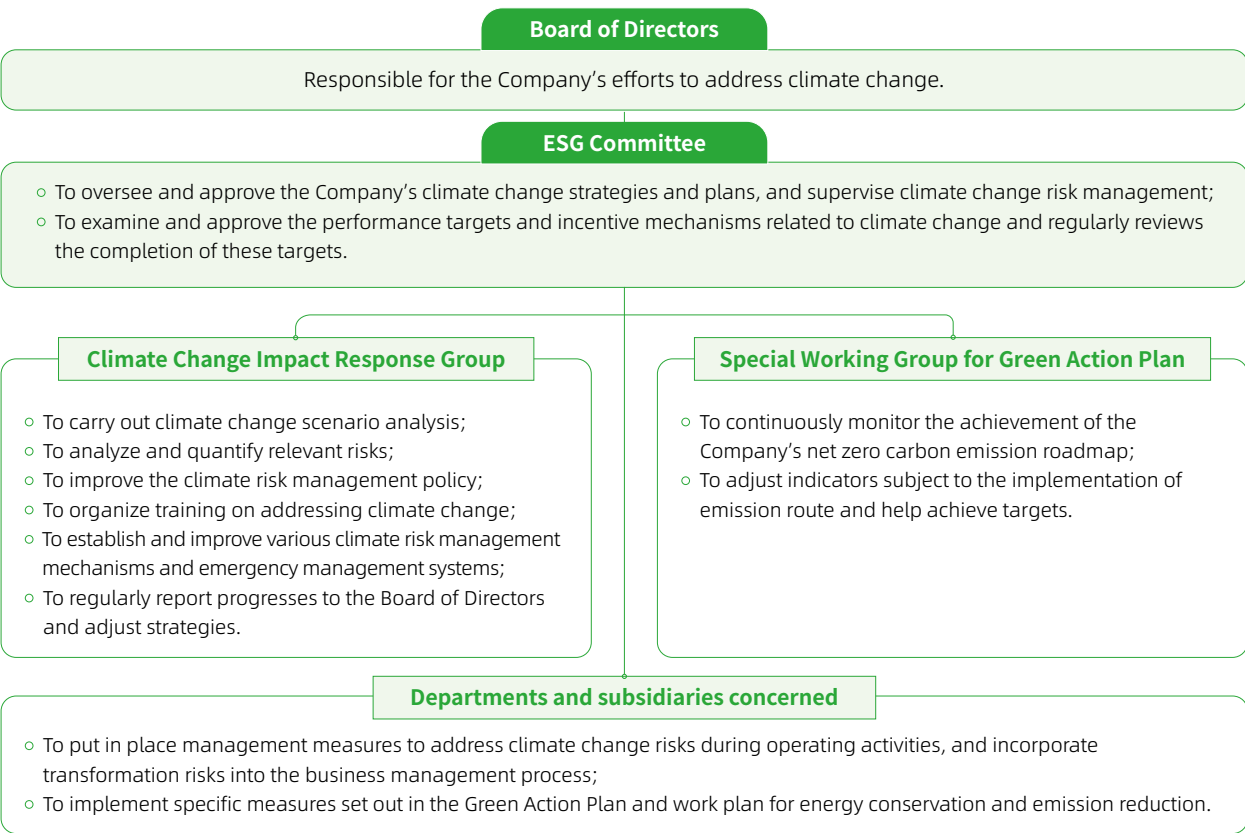 Board of Directors
Responsible for the Company's efforts to address climate change.
ESG Committee
To oversee and approve the Company's climate change strategies and plans, and supervise climate change risk management;
To examine and approve the performance targets and incentive mechanisms related to climate change and regularly reviews
the completion of these targets.
Climate Change Impact Response Group
To carry out climate change scenario analysis;
To analyze and quantify relevant risks;
To improve the climate risk management policy;
To organize training on addressing climate change;
To establish and improve various climate risk management
mechanisms and emergency management systems;
To regularly report progresses to the Board of Directors
and adjust strategies.
Special Working Group for Green Action Plan
To continuously monitor the achievement of the
Company's net zero carbon emission roadmap;
To adjust indicators subject to the implementation of
emission route and help achieve targets.
Departments and subsidiaries concerned
To put in place management measures to address climate change risks during operating activities, and incorporate
transformation risks into the business management process;
To implement specific measures set out in the Green Action Plan and work plan for energy conservation and emission reduction.